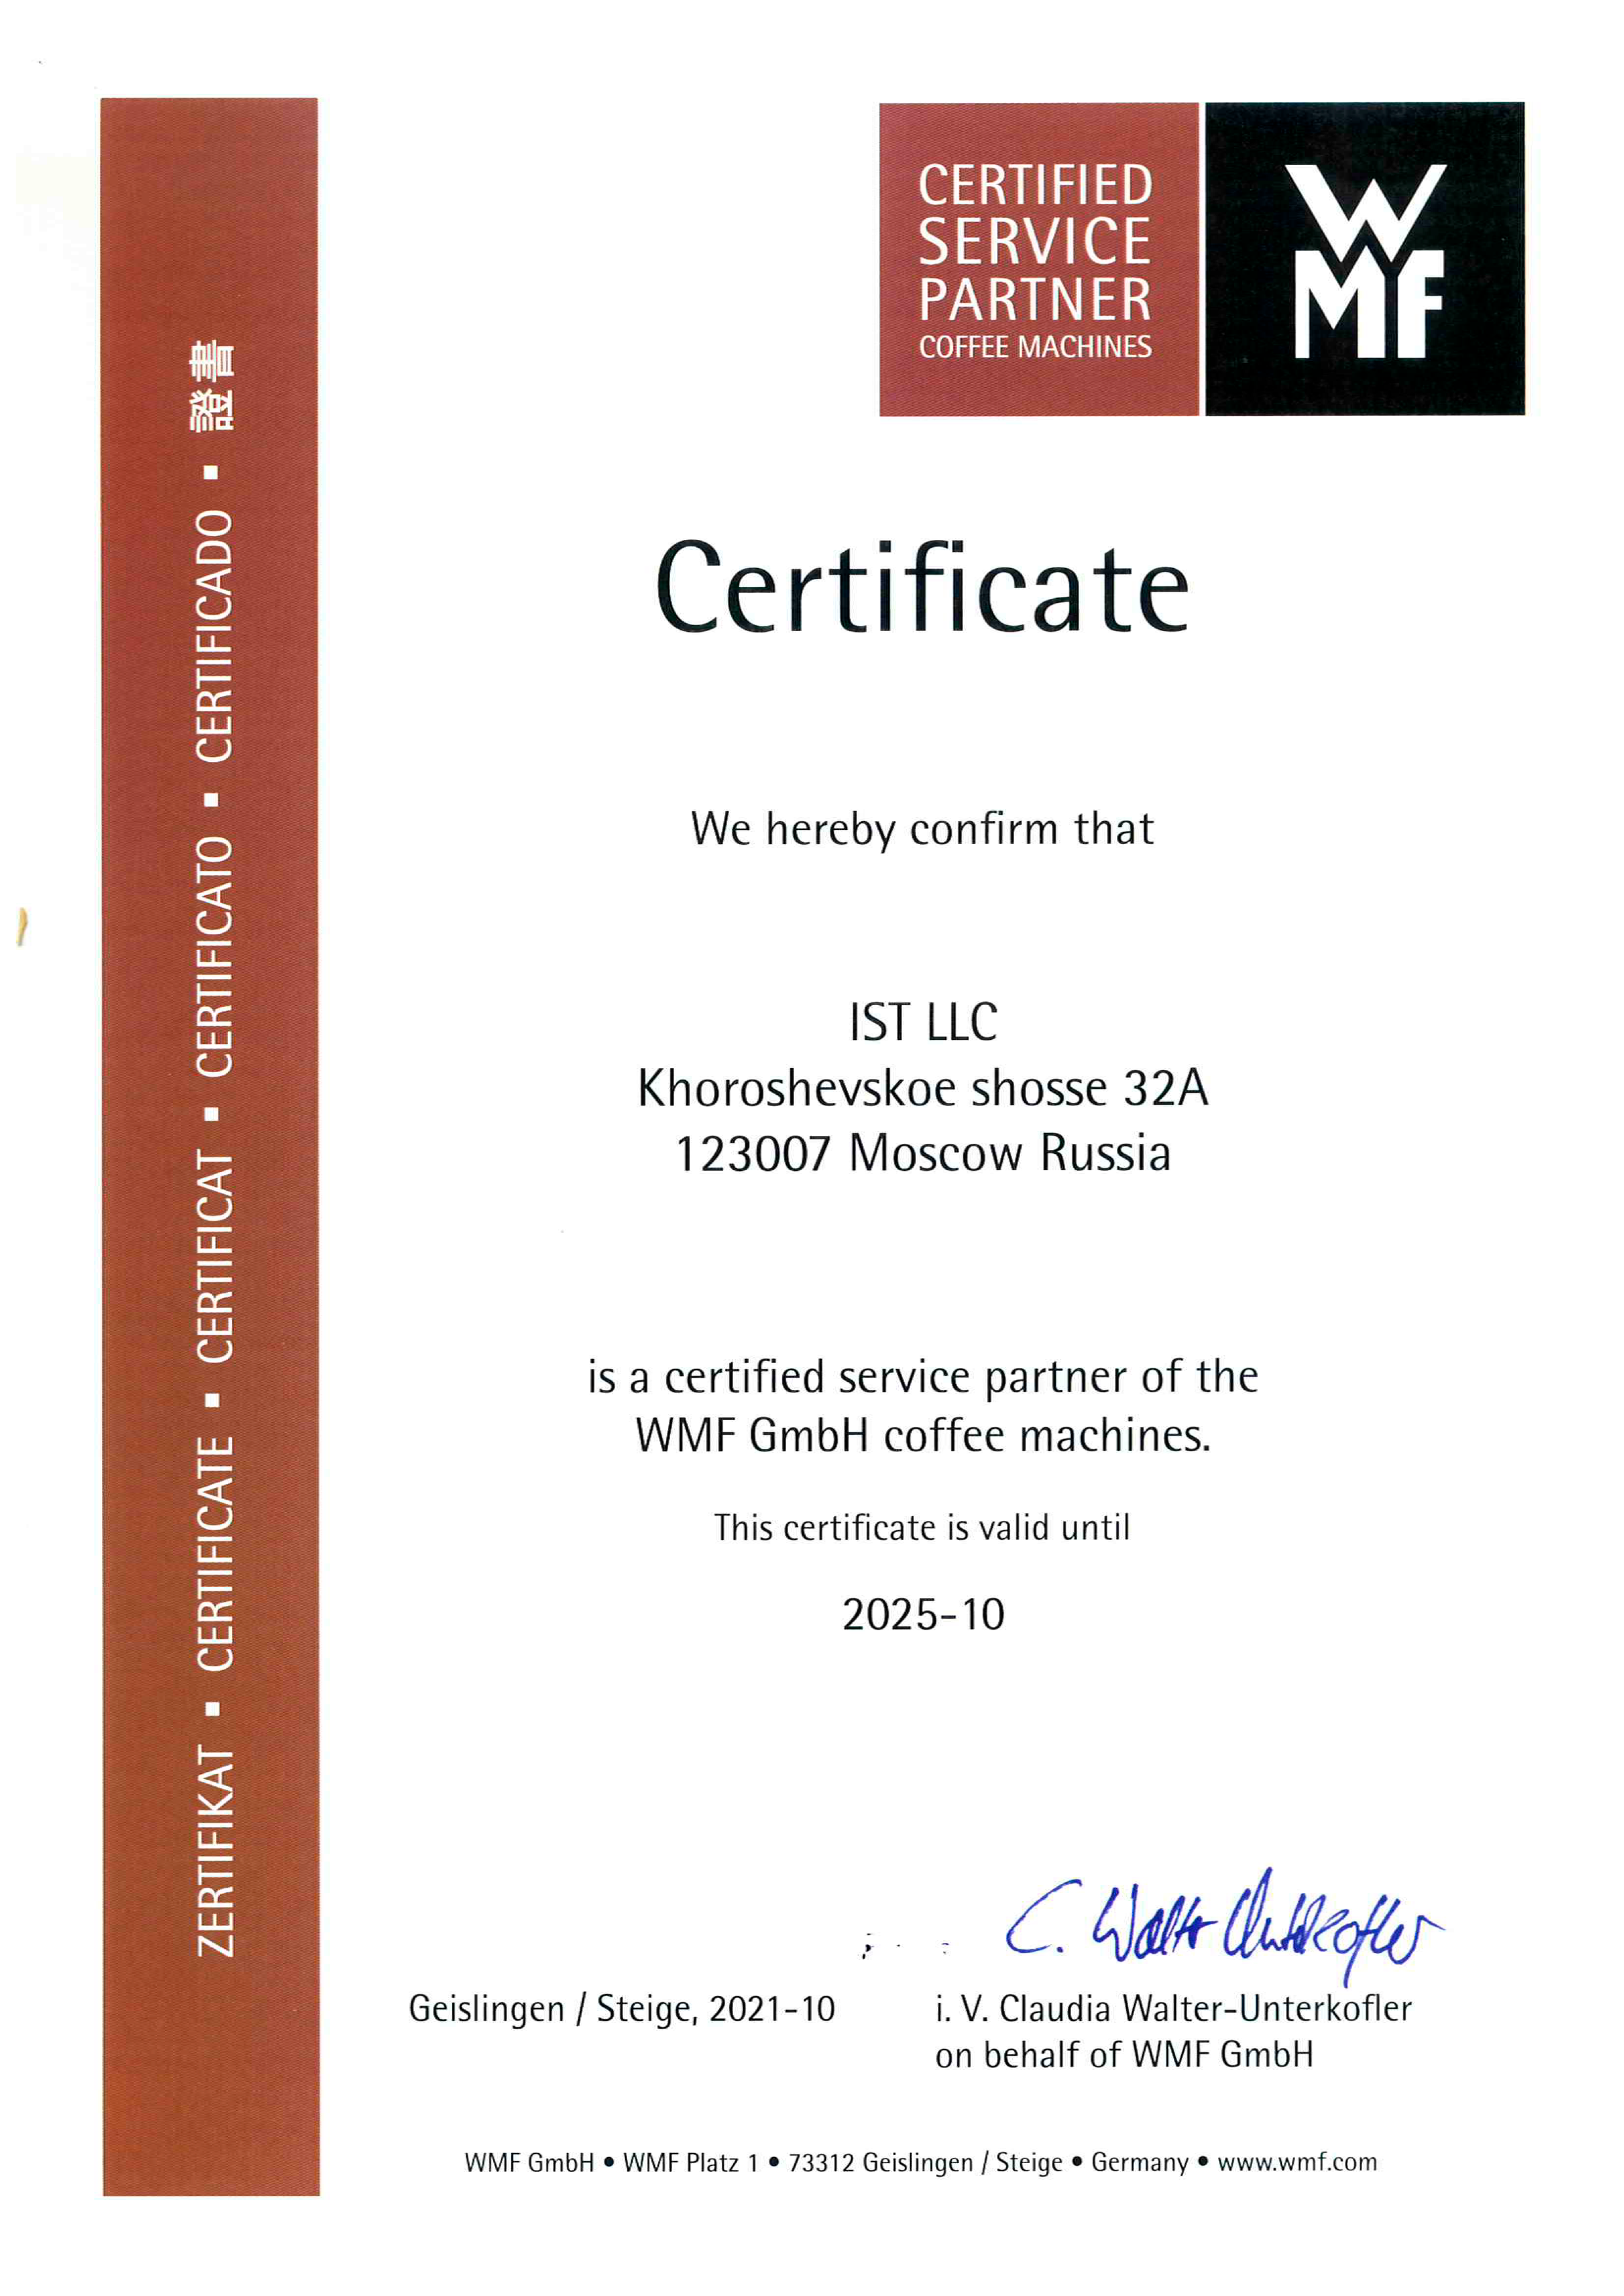 CERTIFIED
SERVICE
PARTNER
COFFEE MACHINES
WMF
ZERTIFIKAT ▪ CERTIFICATE ▪ CERTIFICAT ▪ CERTIFICATO ▪ CERTIFICADO ▪ 證書
Certificate
We hereby confirm that
IST LLC
Khoroshevskoe shosse 32A
123007 Moscow Russia
is a certified service partner of the
WMF GmbH coffee machines.
This certificate is valid until
2025-10
C. Walter Unterkofler
Geislingen / Steige, 2021-10
i. V. Claudia Walter-Unterkofler
on behalf of WMF GmbH
WMF GmbH • WMF Platz 1 • 73312 Geislingen / Steige • Germany • www.wmf.com